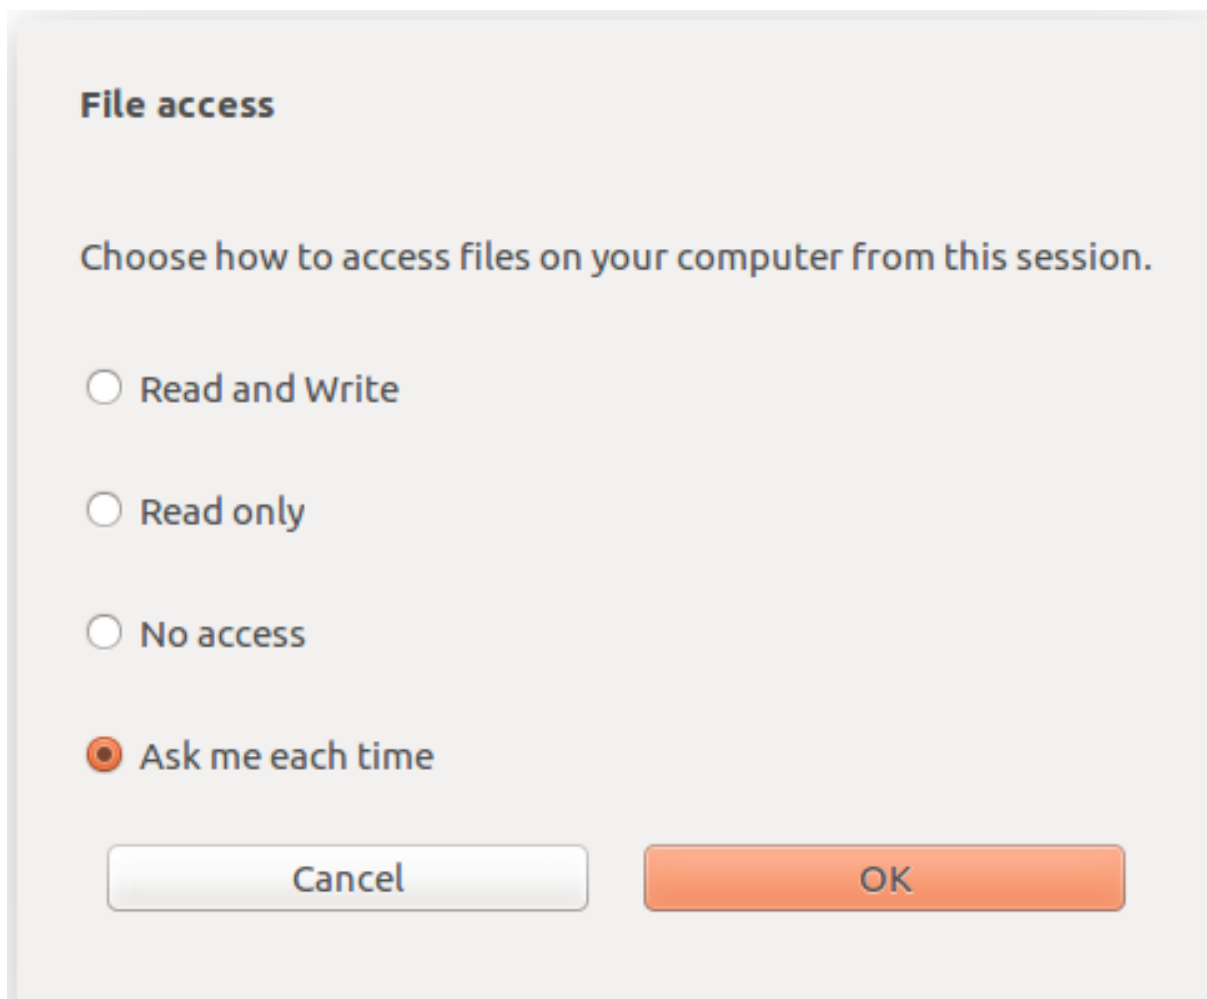 File access
Choose how to access files on your computer from this session.
Read and Write
Read only
No access
Ask me each time
Cancel
OK